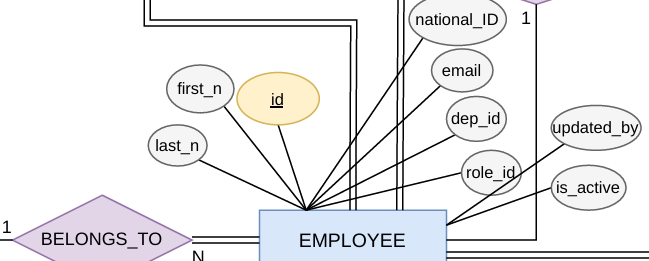 national_ID
1
email
first_n
id
dep_id
updated_by
last_n
role_id
is_active
1
BELONGS_TO
EMPLOYEE
N